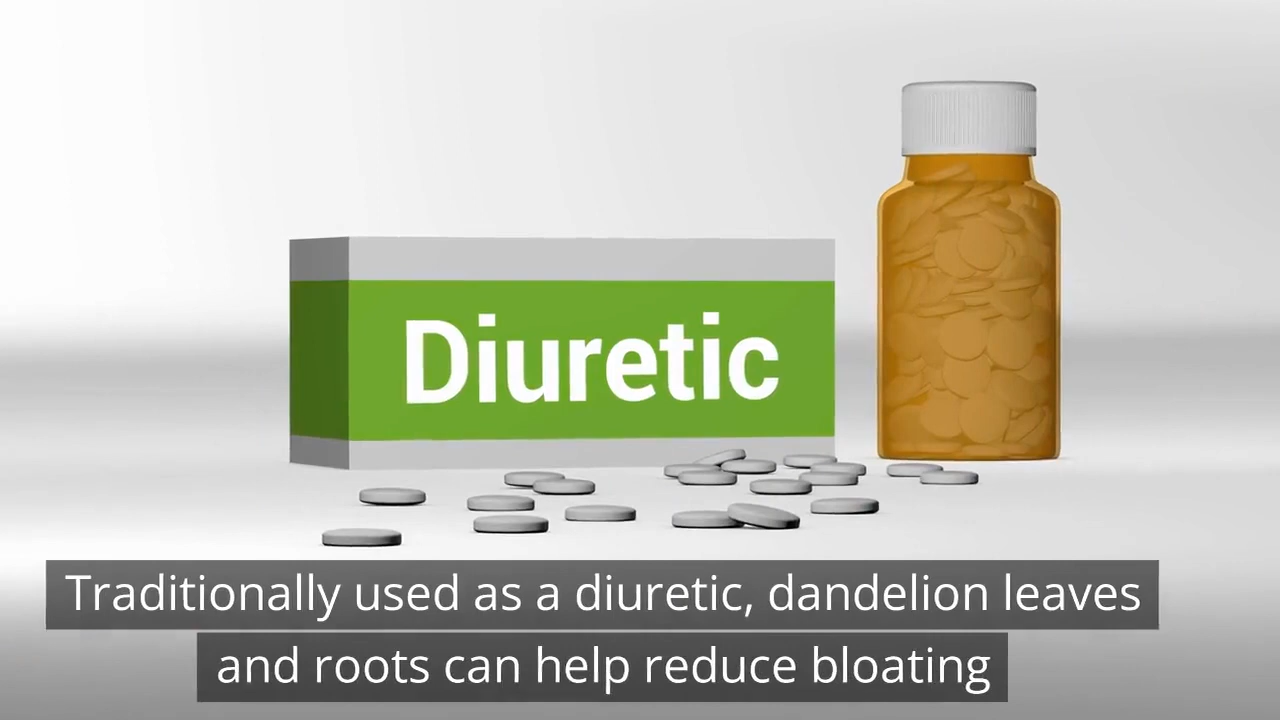 Diuretic
Traditionally used as a diuretic, dandelion leaves
and roots can help reduce bloating